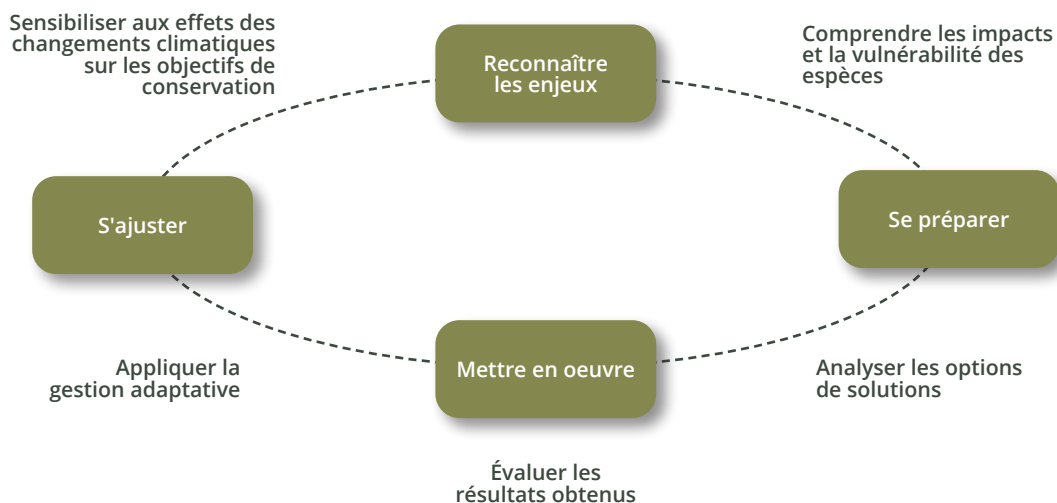 Sensibiliser aux effets des
changements climatiques
sur les objectifs de
conservation
Reconnaître
les enjeux
Comprendre les impacts
et la vulnérabilité des
espèces
S'ajuster
Se préparer
Appliquer la
gestion adaptative
Mettre en oeuvre
Analyser les options
de solutions
Évaluer les
résultats obtenus